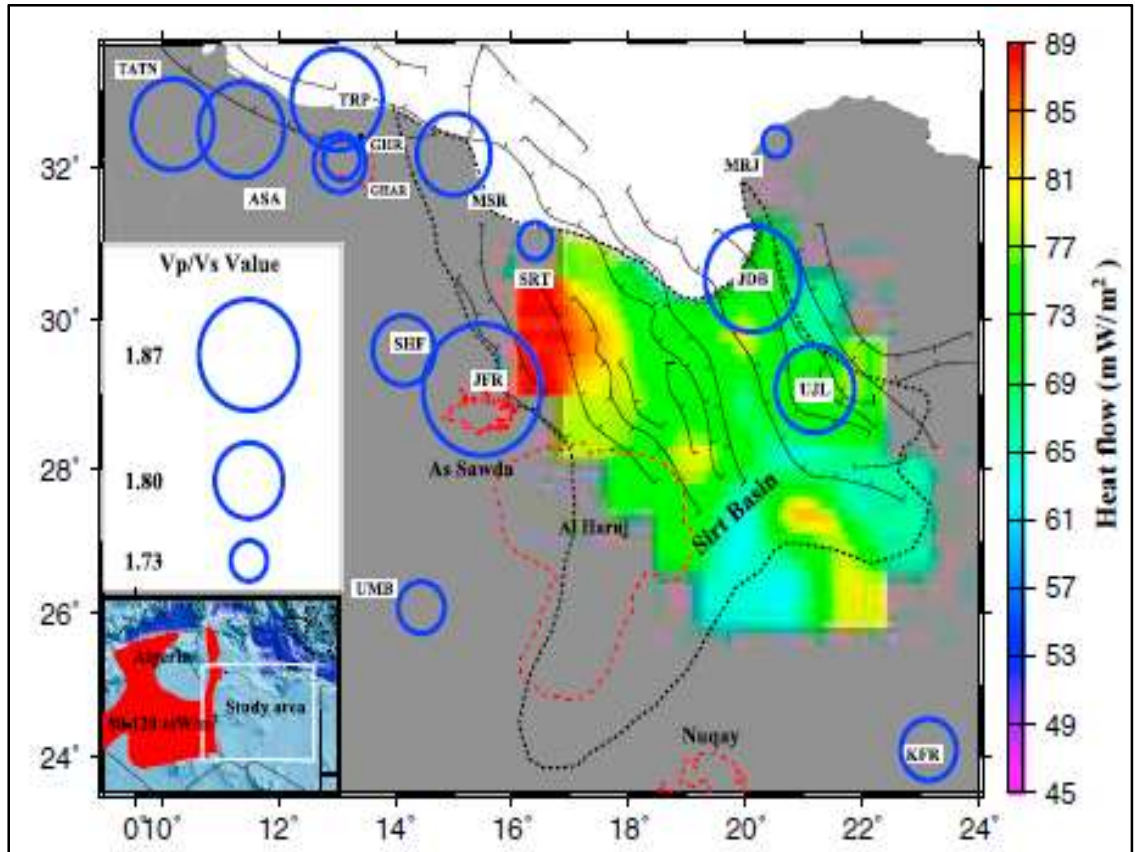 TATN
TRP
GHR
GHAR
ASA
MSR
MRJ
SRT
JDB
SHF
JFR
UJL
As Sawda
Al Haruj
Sirt Basin
UMB
Nuqay
KFR
Vp/Vs Value
1.87
1.80
1.73
Study area
32˚
30˚
28˚
26˚
24˚
010˚ 12˚ 14˚ 16˚ 18˚ 20˚ 22˚ 24˚
89
85
81
77
73
69
65
61
57
53
49
45
Heat flow (mW/m²)